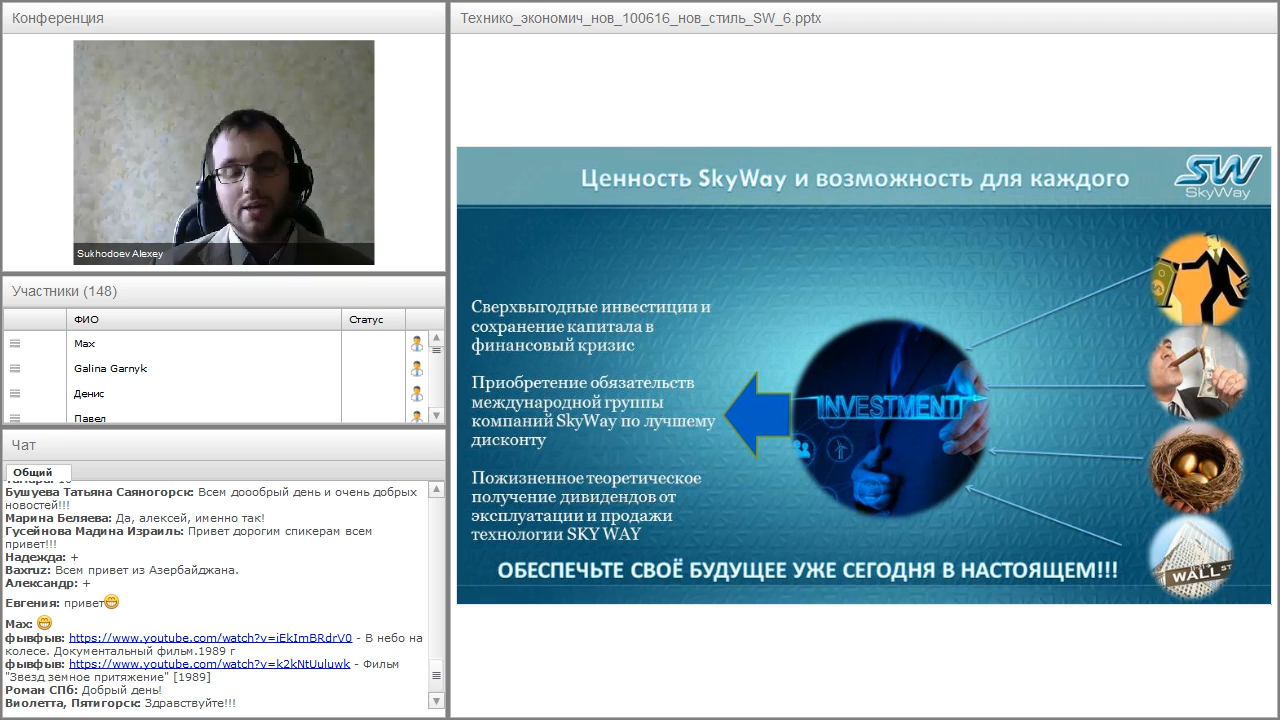 Конференция
Sukhodoev Alexey
Участники (148)
ФИО
Статус
Max
Galina Garnyk
Денис
Павел
Чат
Общий
Бушуева Татьяна Саяногорск: Всем доообрый день и очень добрых
новостей!!!
Марина Беляева: Да, алексей, именно так!
Гусейнова Мадина Израиль: Привет дорогим спикерам всем
привет!!!
Надежда: +
Baxruz: Всем привет из Азербайджана.
Александр: +
Евгения: привет
Max:
фывфыв: https://www.youtube.com/watch?v=iEkImBRdrV0 - В небо на
колесе. Документальный фильм.1989 г
фывфыв: https://www.youtube.com/watch?v=k2kNtUuluwk - Фильм
"Звезд земное притяжение" [1989]
Роман СПб: Добрый день!
Виолетта, Пятигорск: Здравствуйте!!!
Технико_экономич_нов_100616_нов_стиль_SW_6.pptx
Ценность SkyWay и возможность для каждого
SW
SkyWay
Сверхвыгодные инвестиции и
сохранение капитала в
финансовый кризис
Приобретение обязательств
международной группы
компаний SkyWay по лучшему
дисконту
Пожизненное теоретическое
получение дивидендов от
эксплуатации и продажи
технологии SKY WAY
INVESTMENT
WALL ST
ОБЕСПЕЧЬТЕ СВОЁ БУДУЩЕЕ УЖЕ СЕГОДНЯ В НАСТОЯЩЕМ!!!